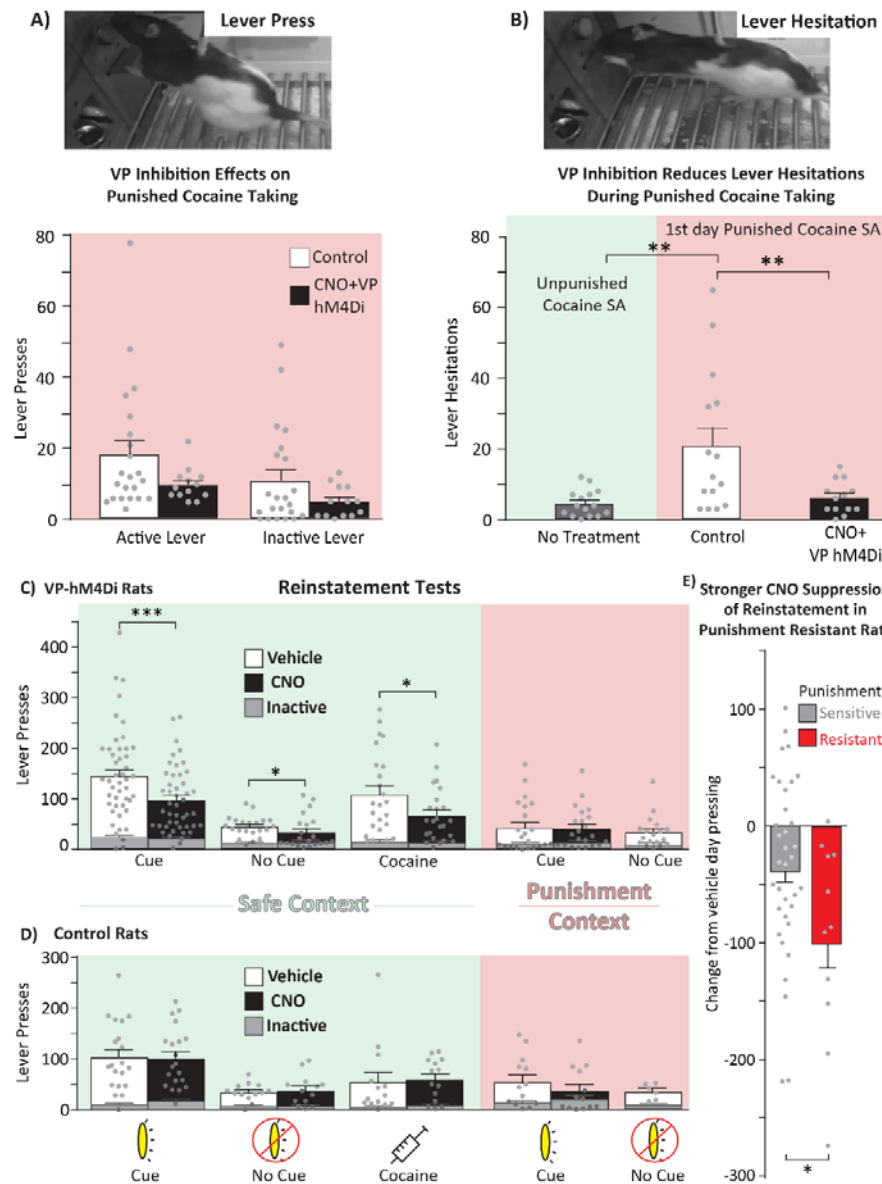 A)
Lever Press
VP Inhibition Effects on
Punished Cocaine Taking
80
60
40
20
0
Lever Presses
Control
CNO+VP
hM4Di
Active Lever
Inactive Lever
B)
Lever Hesitation
VP Inhibition Reduces Lever Hesitations
During Punished Cocaine Taking
80
60
40
20
0
Lever Hesitations
1st day Punished Cocaine SA
**
**
Unpunished
Cocaine SA
No Treatment
Control
CNO+
VP hM4Di
C) VP-hM4Di Rats
Reinstatement Tests
400
300
200
100
0
Lever Presses
***
*
*
Vehicle
CNO
Inactive
Cue
No Cue
Cocaine
Cue
No Cue
Safe Context
Punishment
Context
D) Control Rats
300
200
100
0
Lever Presses
Vehicle
CNO
Inactive
Cue
No Cue
Cocaine
Cue
No Cue
E) Stronger CNO Suppression
of Reinstatement in
Punishment Resistant Rat
Punishment
Sensitive
Resistant
100
0
-100
-200
-300
Change from vehicle day pressing
*